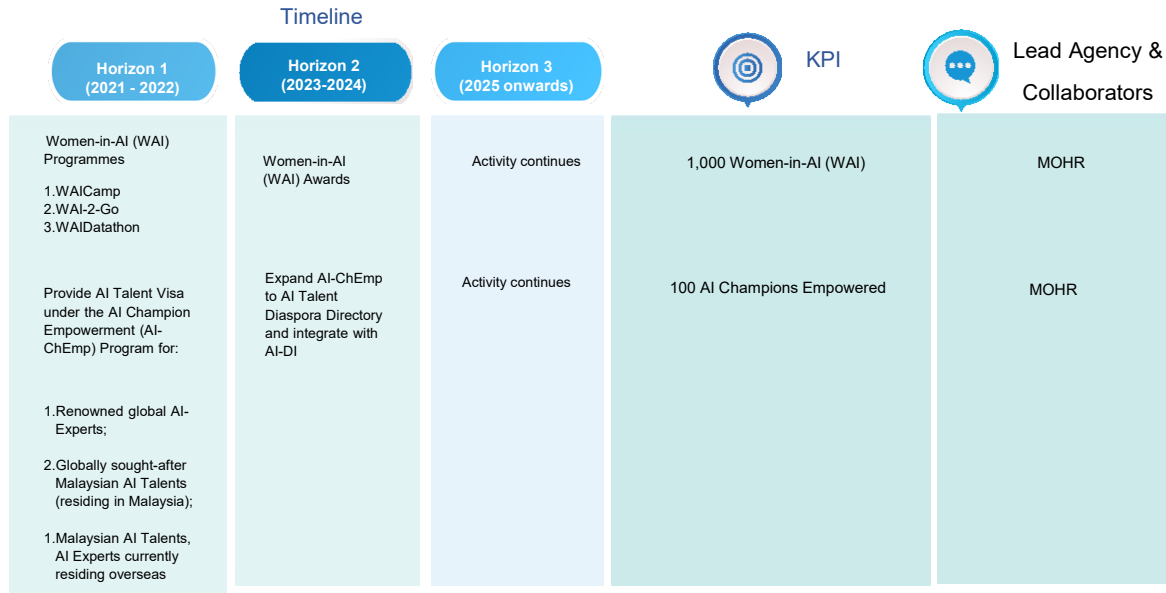 Timeline
Horizon 1
(2021 - 2022)
Horizon 2
(2023-2024)
Horizon 3
(2025 onwards)
KPI
Lead Agency &
Collaborators
Women-in-AI (WAI)
Programmes
1.WAICamp
2.WAI-2-Go
3.WAIDatathon
Women-in-AI
(WAI) Awards
Activity continues
1,000 Women-in-AI (WAI)
MOHR
Provide AI Talent Visa
under the AI Champion
Empowerment (AI-
ChEmp) Program for:
1.Renowned global AI-
Experts;
2.Globally sought-after
Malaysian AI Talents
(residing in Malaysia);
1.Malaysian AI Talents,
AI Experts currently
residing overseas
Expand AI-ChEmp
to AI Talent
Diaspora Directory
and integrate with
AI-DI
Activity continues
100 AI Champions Empowered
MOHR